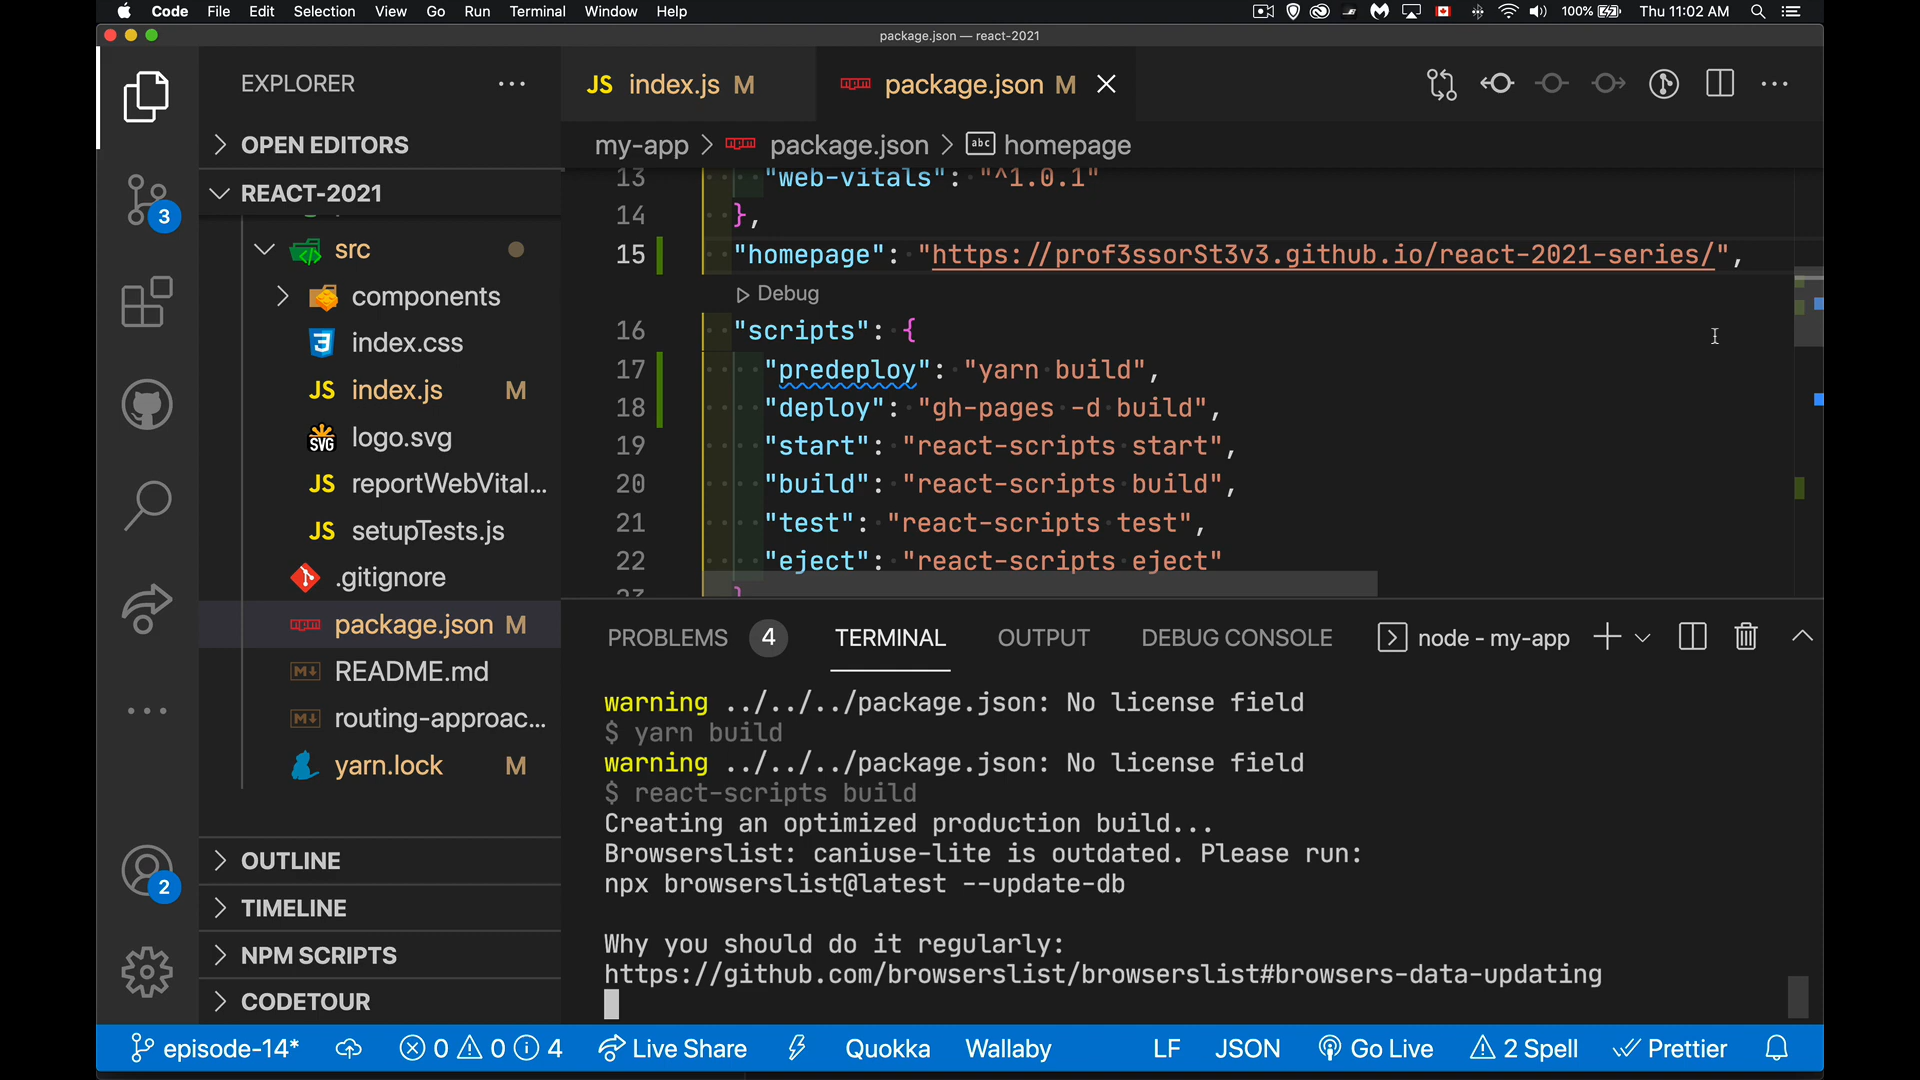 Code File Edit Selection View Go Run Terminal Window Help 100% Thu 11:02 AM
package.json — react-2021
EXPLORER
JS index.js M
package.json M
OPEN EDITORS
my-app > package.json > abc homepage
REACT-2021
3
src
components
index.css
JS index.js M
SVG logo.svg
JS reportWebVital...
JS setupTests.js
.gitignore
package.json M
README.md
routing-approac...
yarn.lock M
OUTLINE
TIMELINE
NPM SCRIPTS
CODETOUR
2
13 "web-vitals": "^1.0.1"
14 },
15 "homepage": "https://prof3ssorSt3v3.github.io/react-2021-series/",
Debug
16 "scripts": {
17 "predeploy": "yarn build",
18 "deploy": "gh-pages -d build",
19 "start": "react-scripts start",
20 "build": "react-scripts build",
21 "test": "react-scripts test",
22 "eject": "react-scripts eject"
23 }
PROBLEMS 4 TERMINAL OUTPUT DEBUG CONSOLE node - my-app
warning ../../../package.json: No license field
$ yarn build
warning ../../../package.json: No license field
$ react-scripts build
Creating an optimized production build...
Browserslist: caniuse-lite is outdated. Please run:
npx browserslist@latest --update-db
Why you should do it regularly:
https://github.com/browserslist/browserslist#browsers-data-updating
episode-14* 0 0 4 Live Share Quokka Wallaby LF JSON Go Live 2 Spell Prettier